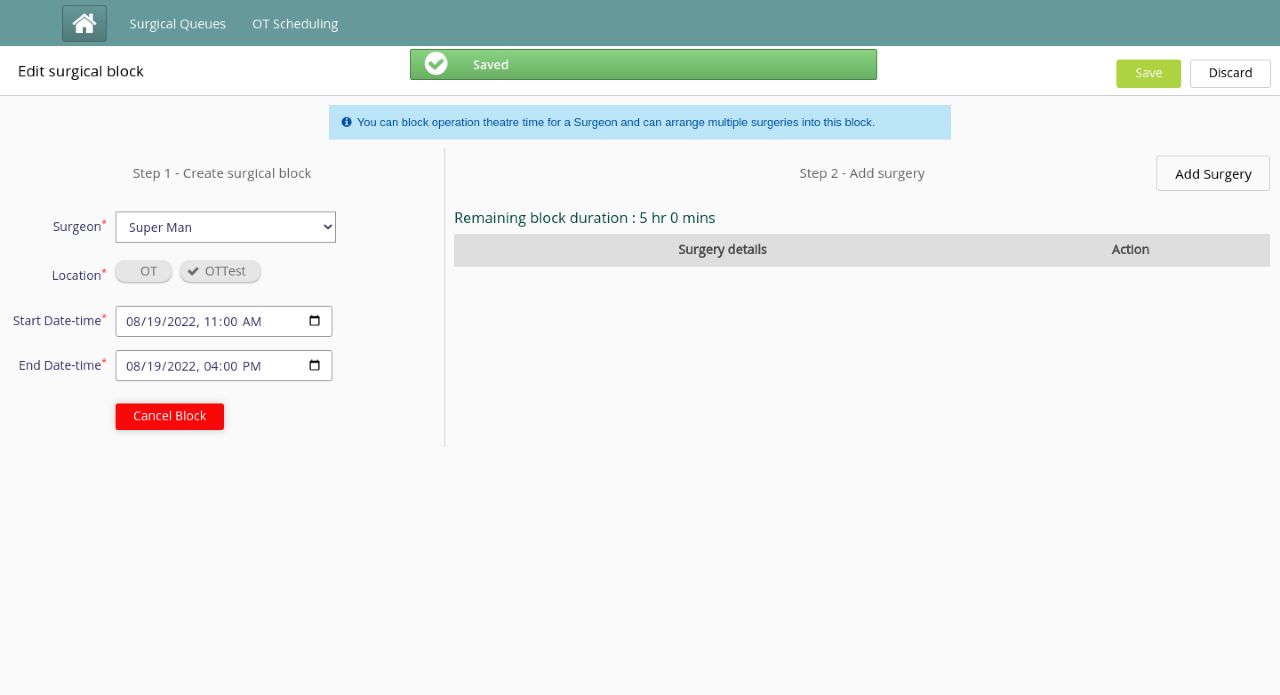 Surgical Queues OT Scheduling
Edit surgical block
Saved
Save Discard
You can block operation theatre time for a Surgeon and can arrange multiple surgeries into this block.
Step 1 - Create surgical block
Surgeon* Super Man
Location* OT OTTest
Start Date-time* 08/19/2022, 11:00 AM
End Date-time* 08/19/2022, 04:00 PM
Cancel Block
Step 2 - Add surgery Add Surgery
Remaining block duration : 5 hr 0 mins
Surgery details Action